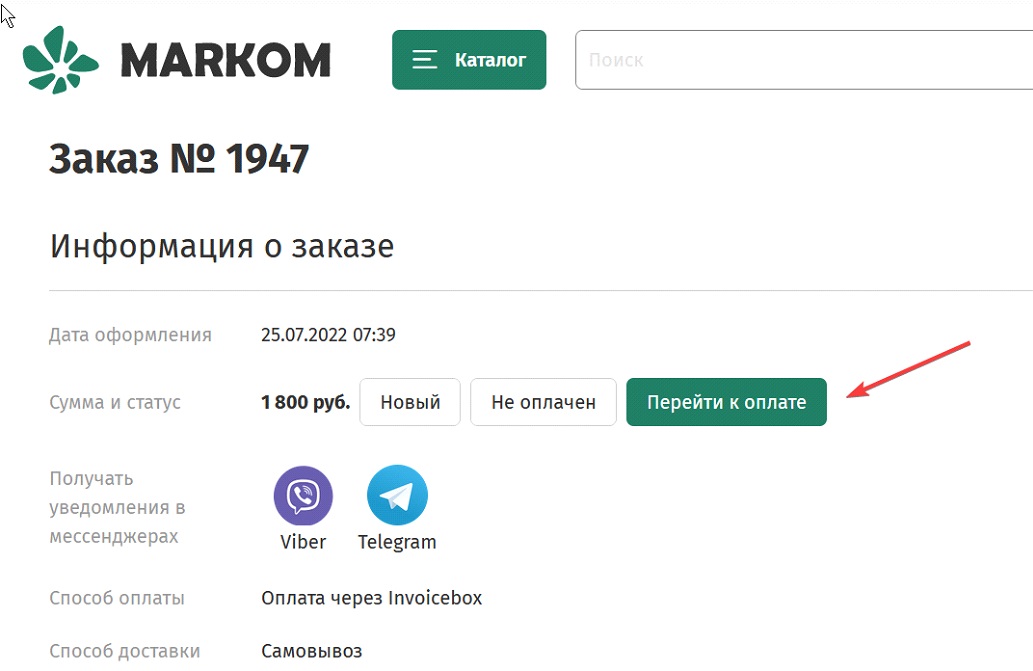 MARKOM
Каталог
Поиск
Заказ № 1947
Информация о заказе
Дата оформления 25.07.2022 07:39
Сумма и статус 1 800 руб. Новый Не оплачен Перейти к оплате
Получать
уведомления в
мессенджерах
Viber Telegram
Способ оплаты Оплата через Invoicebox
Способ доставки Самовывоз